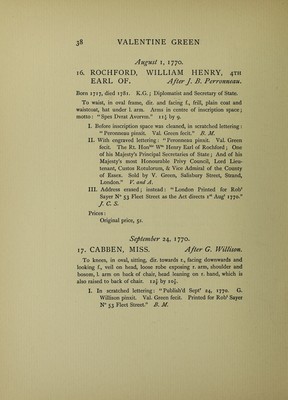 38 VALENTINE GREEN
August 1, 1770.
16. ROCHFORD, WILLIAM HENRY, 4TH
EARL OF. After J. B. Perronneau.
Born 1717, died 1781. K.G.; Diplomatist and Secretary of State.
To waist, in oval frame, dir. and facing f., frill, plain coat and
waistcoat, hat under l. arm. Arms in centre of inscription space;
motto: “Spes Durat Avorum.” 11¾ by 9.
I. Before inscription space was cleaned, in scratched lettering:
“Peronneau pinxit. Val. Green fecit.” B. M.
II. With engraved lettering: “Peronneau pinxit. Val. Green
fecit. The Rt. Honble Wm Henry Earl of Rochford; One
of his Majesty's Principal Secretaries of State; And of his
Majesty's most Honourable Privy Council, Lord Lieu-
tenant, Custos Rotulorum, & Vice Admiral of the County
of Essex. Sold by V. Green, Salisbury Street, Strand,
London.” V. and A.
III. Address erased; instead: “London Printed for Robt
Sayer No 53 Fleet Street as the Act directs 1st Augt 1770.”
J. C. S.
Prices:
Original price, 5s.
September 24, 1770.
17. CABBEN, MISS. After G. Willison.
To knees, in oval, sitting, dir. towards r., facing downwards and
looking f., veil on head, loose robe exposing r. arm, shoulder and
bosom, l. arm on back of chair, head leaning on r. hand, which is
also raised to back of chair. 12¾ by 10¾.
I. In scratched lettering: “Publish'd Sept 24, 1770. G.
Willison pinxit. Val. Green fecit. Printed for Robt Sayer
No 53 Fleet Street.” B. M.